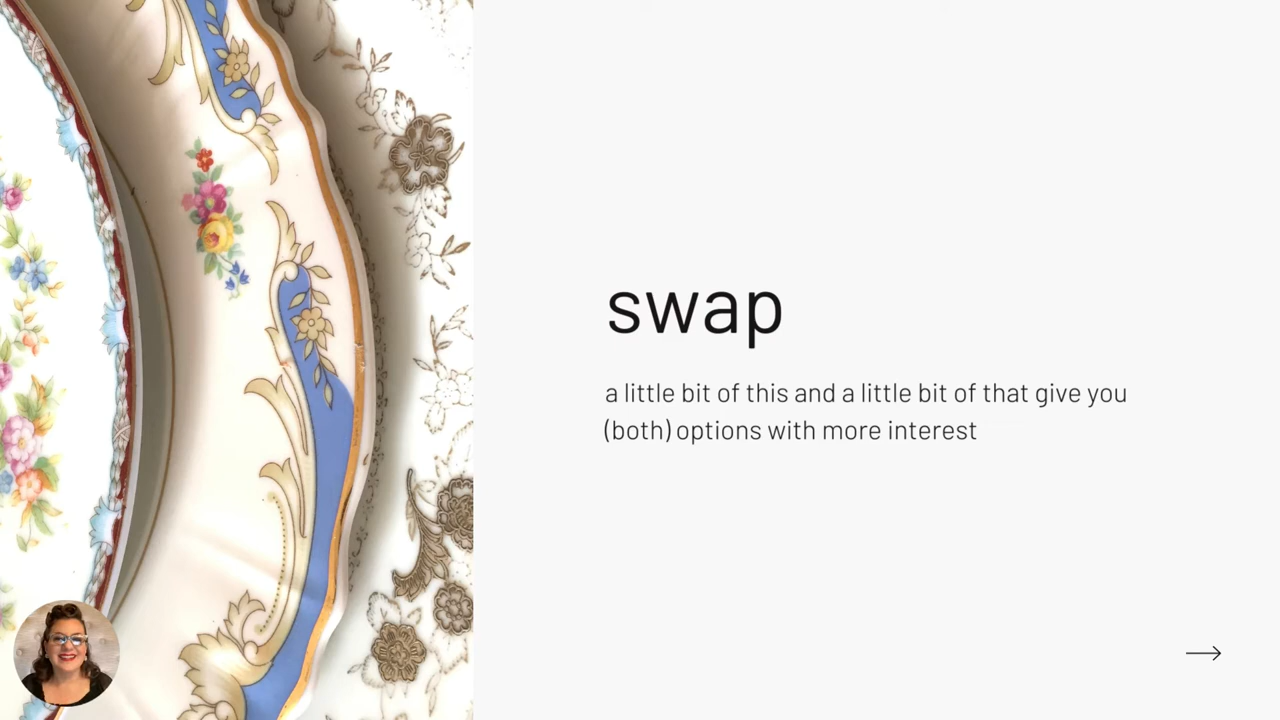 swap
a little bit of this and a little bit of that give you
(both) options with more interest